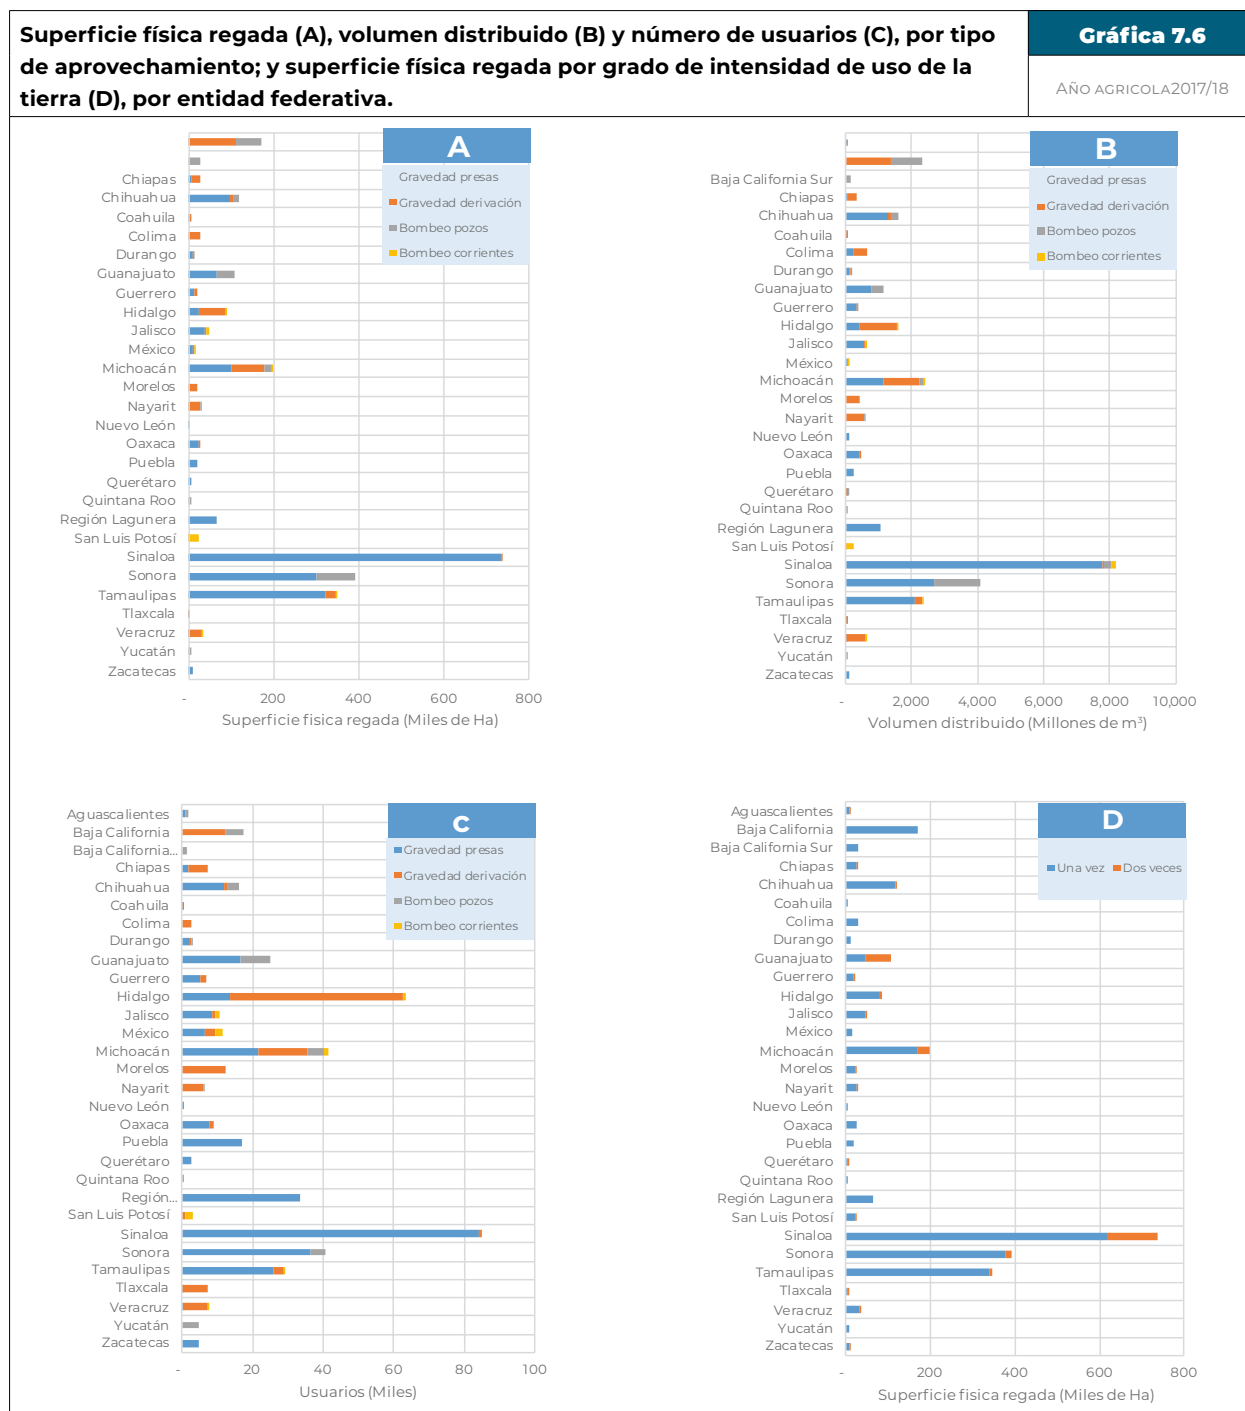 Superficie física regada (A), volumen distribuido (B) y número de usuarios (C), por tipo
de aprovechamiento; y superficie física regada por grado de intensidad de uso de la
tierra (D), por entidad federativa.
Gráfica 7.6
Año agricola2017/18
A
Gravedad presas
Gravedad derivación
Bombeo pozos
Bombeo corrientes
Chiapas
Chihuahua
Coahuila
Colima
Durango
Guanajuato
Guerrero
Hidalgo
Jalisco
México
Michoacán
Morelos
Nayarit
Nuevo León
Oaxaca
Puebla
Querétaro
Quintana Roo
Región Lagunera
San Luis Potosí
Sinaloa
Sonora
Tamaulipas
Tlaxcala
Veracruz
Yucatán
Zacatecas
- 200 400 600 800
Superficie fisica regada (Miles de Ha)
B
Gravedad presas
Gravedad derivación
Bombeo pozos
Bombeo corrientes
Baja California Sur
Chiapas
Chihuahua
Coahuila
Colima
Durango
Guanajuato
Guerrero
Hidalgo
Jalisco
México
Michoacán
Morelos
Nayarit
Nuevo León
Oaxaca
Puebla
Querétaro
Quintana Roo
Región Lagunera
San Luis Potosí
Sinaloa
Sonora
Tamaulipas
Tlaxcala
Veracruz
Yucatán
Zacatecas
- 2,000 4,000 6,000 8,000 10,000
Volumen distribuido (Millones de m³)
C
Gravedad presas
Gravedad derivación
Bombeo pozos
Bombeo corrientes
Aguascalientes
Baja California
Baja California...
Chiapas
Chihuahua
Coahuila
Colima
Durango
Guanajuato
Guerrero
Hidalgo
Jalisco
México
Michoacán
Morelos
Nayarit
Nuevo León
Oaxaca
Puebla
Querétaro
Quintana Roo
Región...
San Luis Potosí
Sinaloa
Sonora
Tamaulipas
Tlaxcala
Veracruz
Yucatán
Zacatecas
- 20 40 60 80 100
Usuarios (Miles)
D
Una vez Dos veces
Aguascalientes
Baja California
Baja California Sur
Chiapas
Chihuahua
Coahuila
Colima
Durango
Guanajuato
Guerrero
Hidalgo
Jalisco
México
Michoacán
Morelos
Nayarit
Nuevo León
Oaxaca
Puebla
Querétaro
Quintana Roo
Región Lagunera
San Luis Potosí
Sinaloa
Sonora
Tamaulipas
Tlaxcala
Veracruz
Yucatán
Zacatecas
- 200 400 600 800
Superficie fisica regada (Miles de Ha)